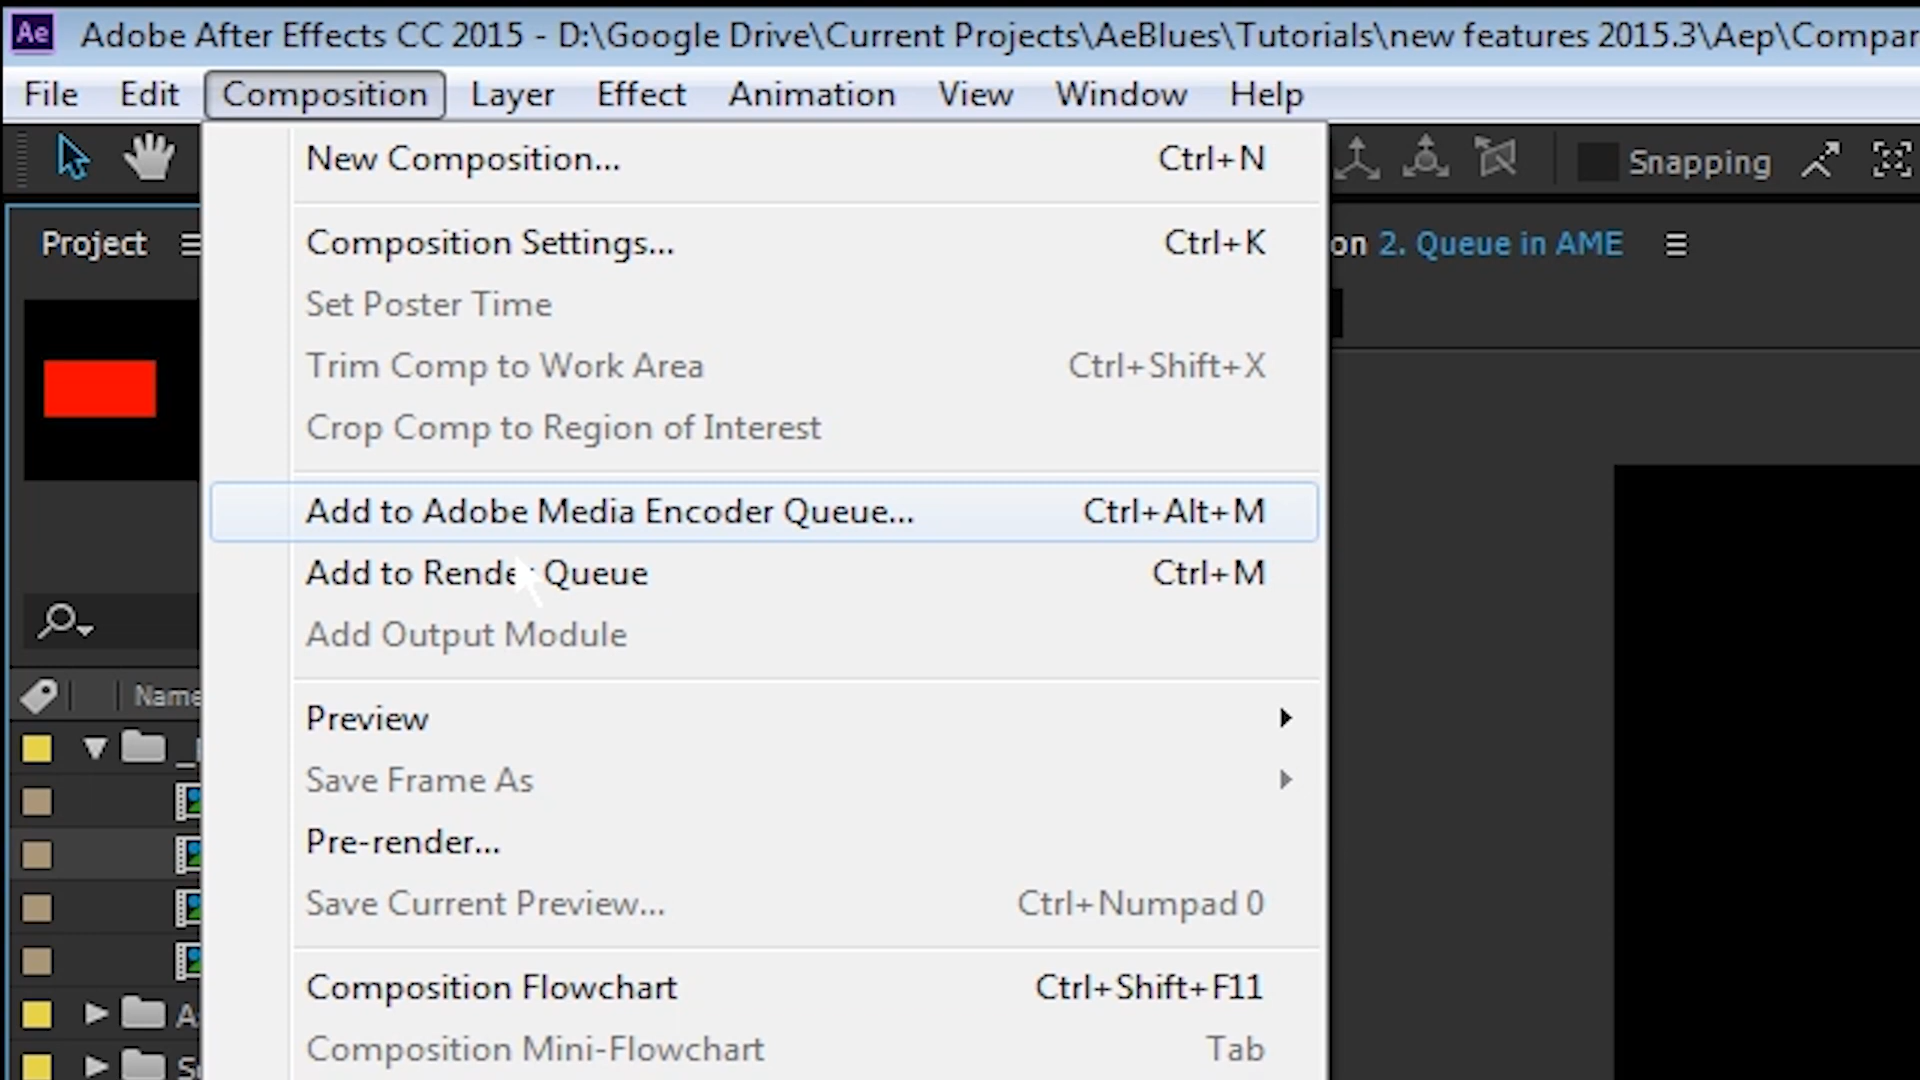 Ae Adobe After Effects CC 2015 - D:\Google Drive\Current Projects\AeBlues\Tutorials\new features 2015.3\Aep\Compar
File Edit Composition Layer Effect Animation View Window Help
Snapping
Project
on 2. Queue in AME
New Composition... Ctrl+N
Composition Settings... Ctrl+K
Set Poster Time
Trim Comp to Work Area Ctrl+Shift+X
Crop Comp to Region of Interest
Add to Adobe Media Encoder Queue... Ctrl+Alt+M
Add to Render Queue Ctrl+M
Add Output Module
Name
Preview
Save Frame As
Pre-render...
Save Current Preview... Ctrl+Numpad 0
Composition Flowchart Ctrl+Shift+F11
Composition Mini-Flowchart Tab